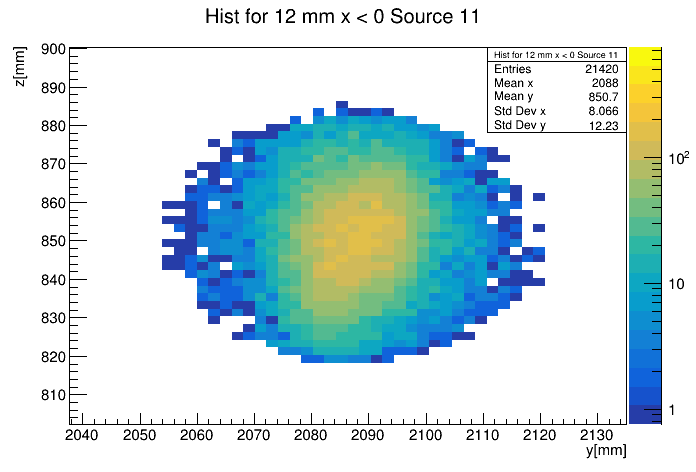 Hist for 12 mm x < 0 Source 11
z[mm]
Hist for 12 mm x < 0 Source 11
Entries 21420
Mean x 2088
Mean y 850.7
Std Dev x 8.066
Std Dev y 12.23
900
890
880
870
860
850
840
830
820
810
2040 2050 2060 2070 2080 2090 2100 2110 2120 2130
y[mm]
10²
10
1